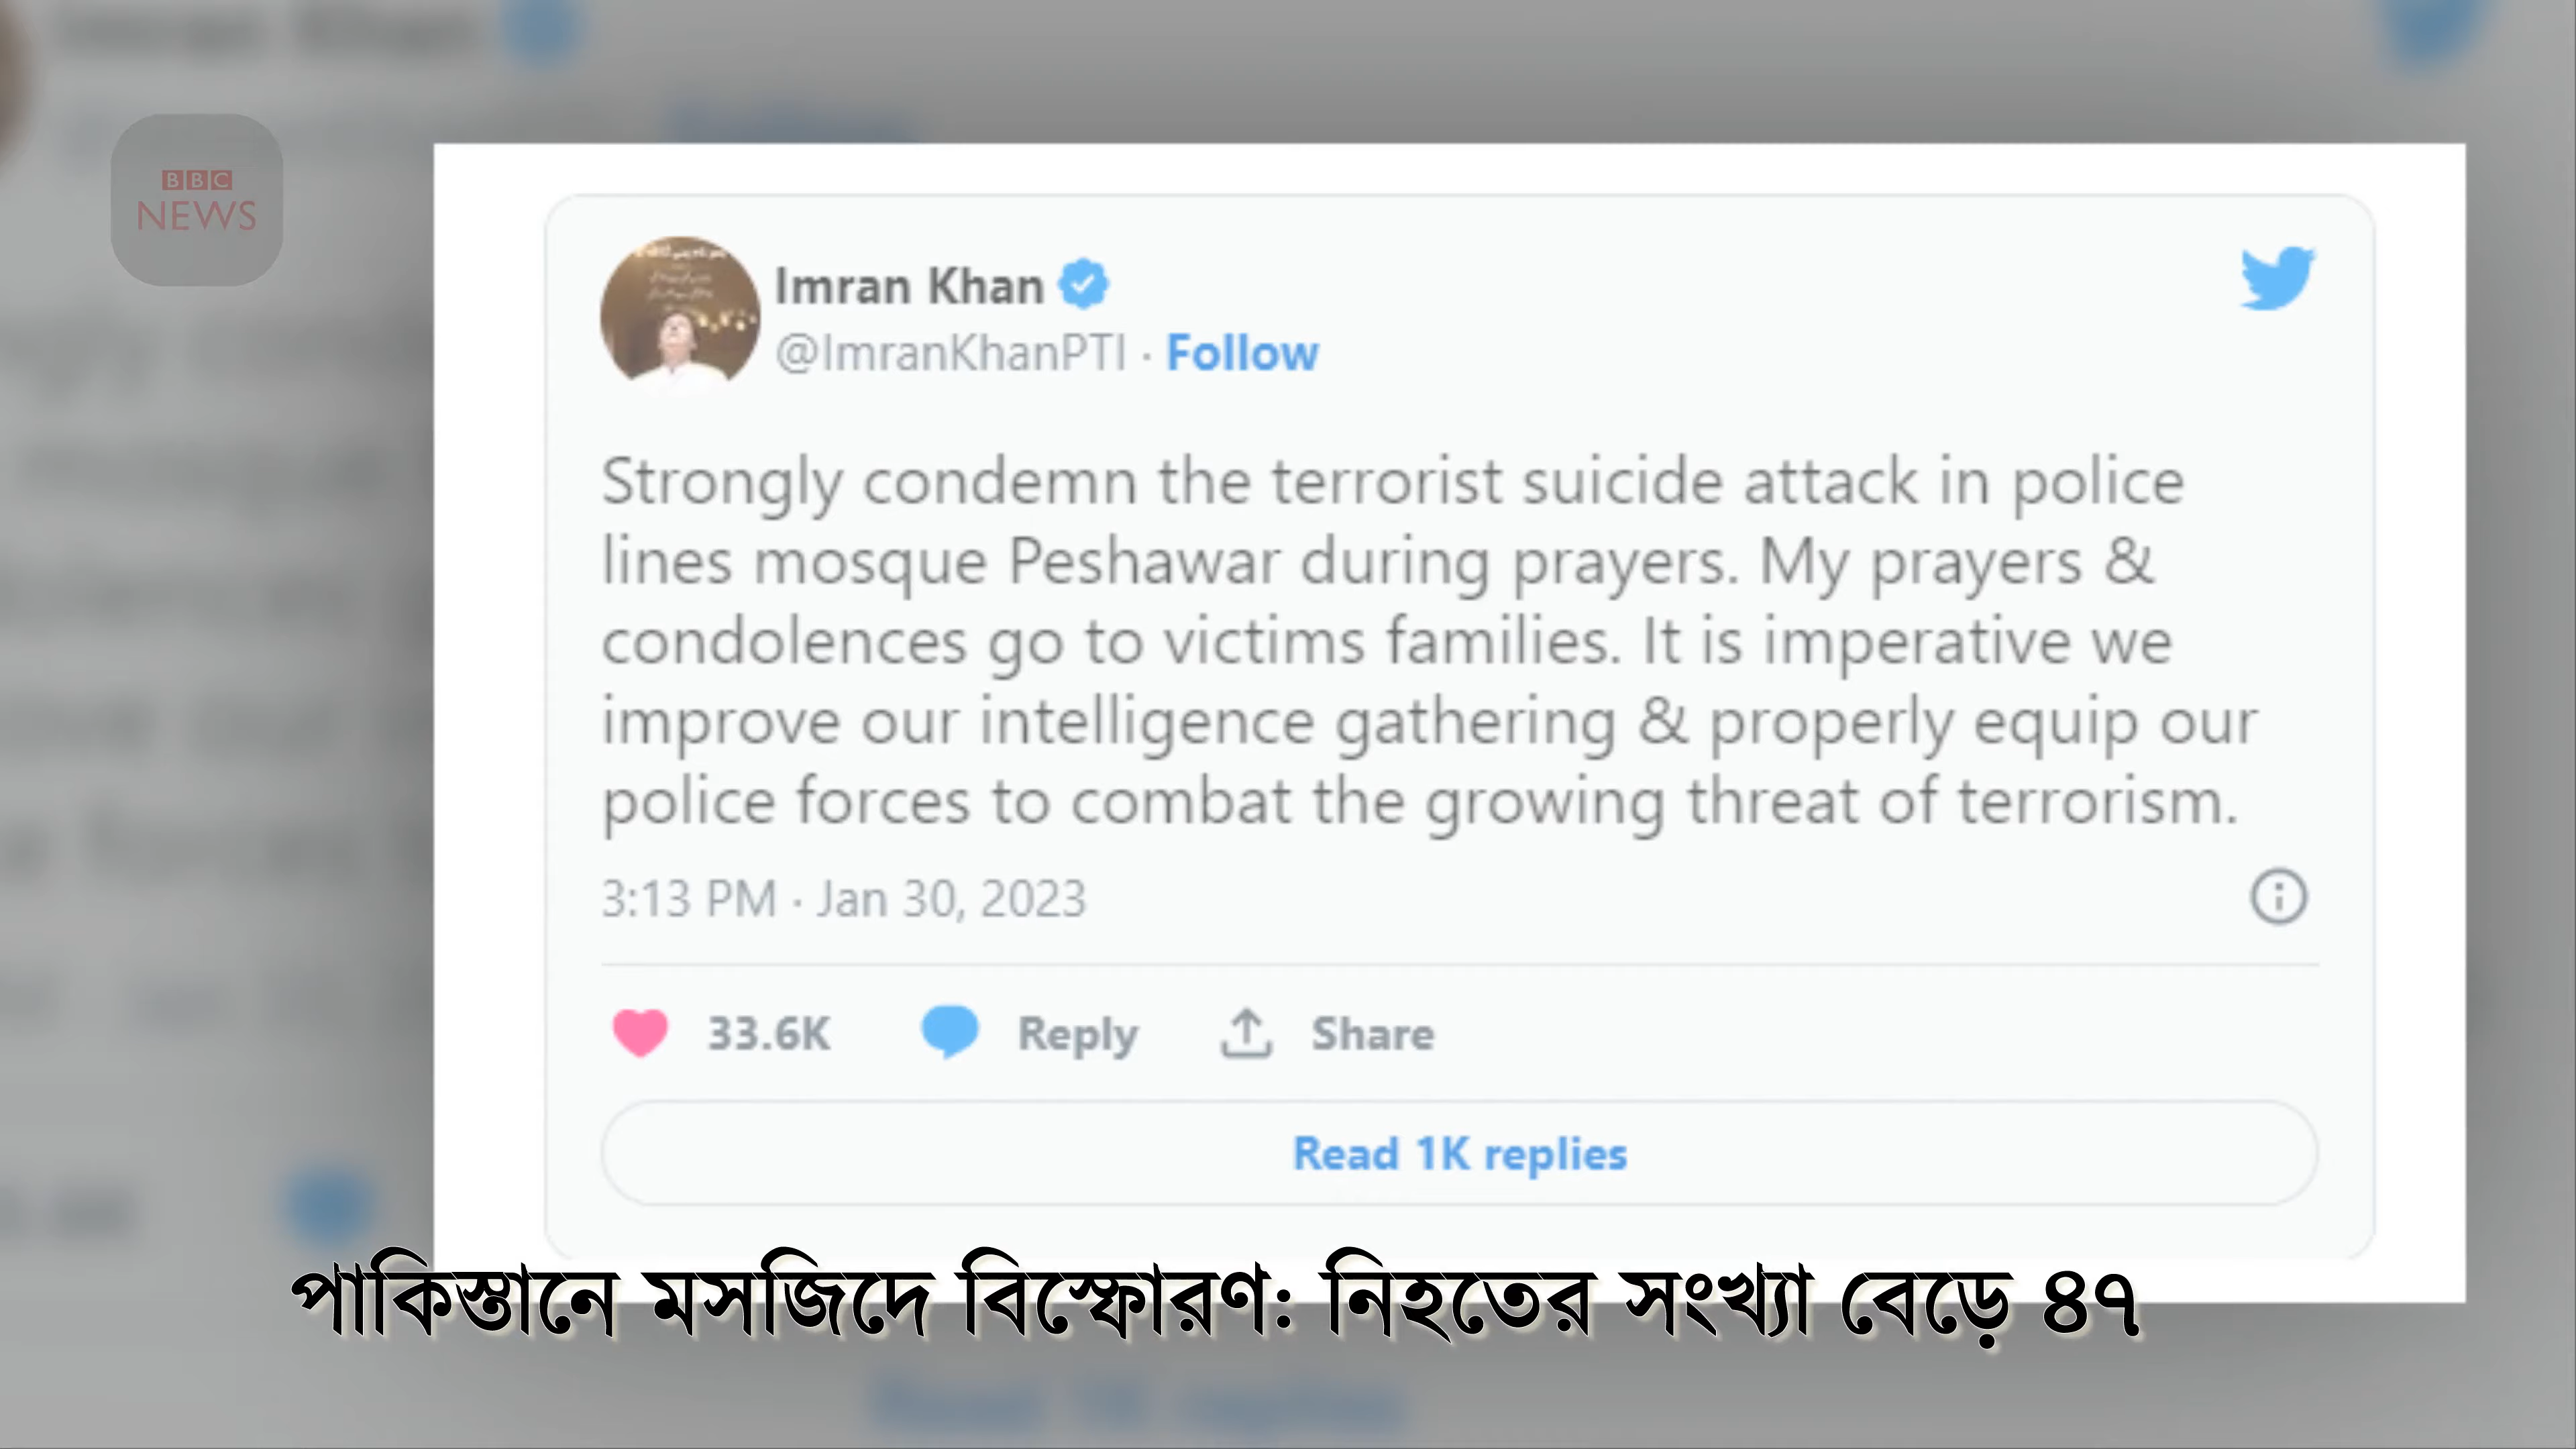 BBC
NEWS
Imran Khan
@ImranKhanPTI · Follow
Strongly condemn the terrorist suicide attack in police
lines mosque Peshawar during prayers. My prayers &
condolences go to victims families. It is imperative we
improve our intelligence gathering & properly equip our
police forces to combat the growing threat of terrorism.
3:13 PM · Jan 30, 2023
33.6K Reply Share
Read 1K replies
পাকিস্তানে মসজিদে বিস্ফোরণ: নিহতের সংখ্যা বেড়ে ৪৭